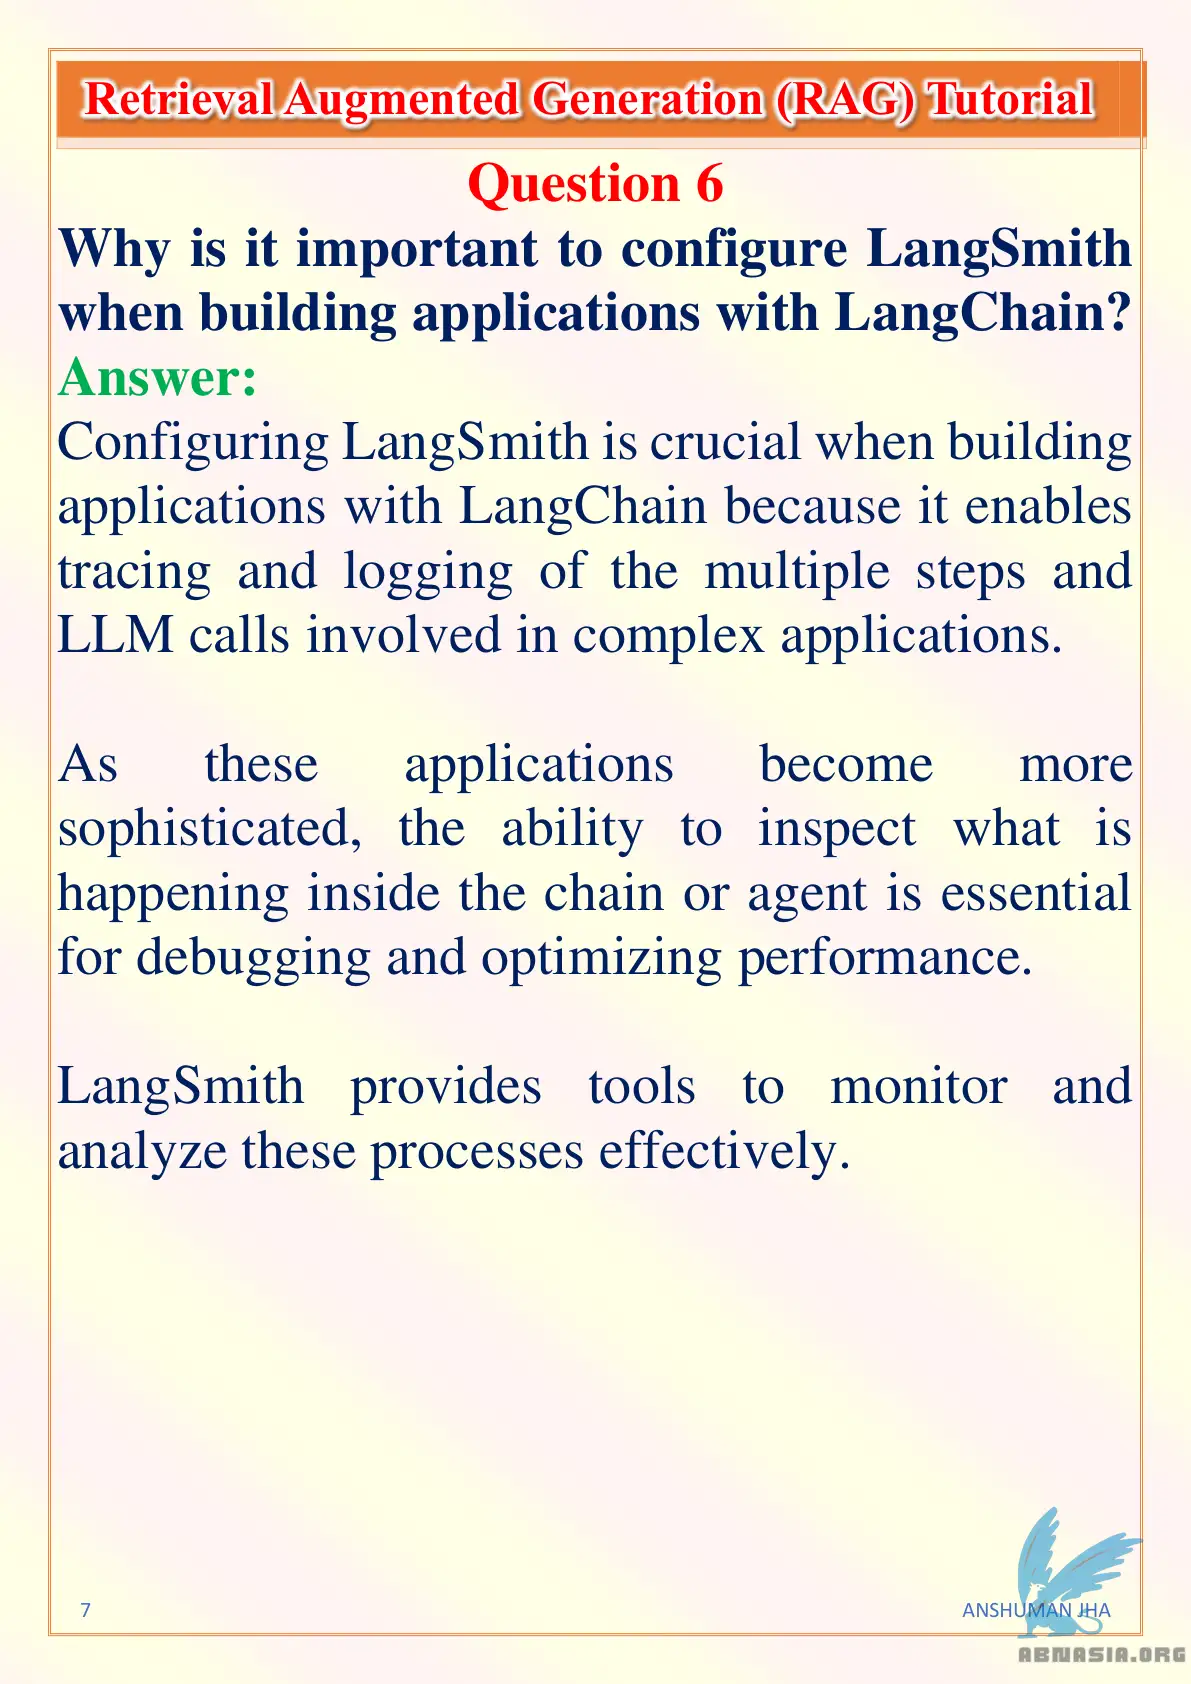 Retrieval Augmented Generation (RAG) Tutorial
Question 6
Why is it important to configure LangSmith
when building applications with LangChain?
Answer:
Configuring LangSmith is crucial when building
applications with LangChain because it enables
tracing and logging of the multiple steps and
LLM calls involved in complex applications.
As these applications become more
sophisticated, the ability to inspect what is
happening inside the chain or agent is essential
for debugging and optimizing performance.
LangSmith provides tools to monitor and
analyze these processes effectively.
7
ANSHUMAN JHA
ABNASIA.ORG